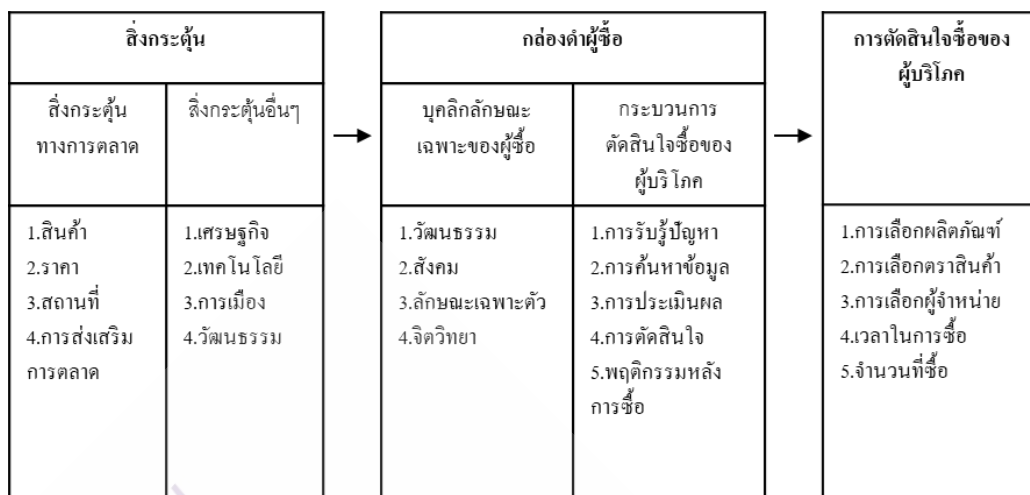 สิ่งกระตุ้น
สิ่งกระตุ้น
ทางการตลาด
สิ่งกระตุ้นอื่นๆ
1.สินค้า
2.ราคา
3.สถานที่
4.การส่งเสริม
การตลาด
1.เศรษฐกิจ
2.เทคโนโลยี
3.การเมือง
4.วัฒนธรรม
กล่องดำผู้ซื้อ
บุคลิกลักษณะ
เฉพาะของผู้ซื้อ
กระบวนการ
ตัดสินใจซื้อของ
ผู้บริโภค
1.วัฒนธรรม
2.สังคม
3.ลักษณะเฉพาะตัว
4.จิตวิทยา
1.การรับรู้ปัญหา
2.การค้นหาข้อมูล
3.การประเมินผล
4.การตัดสินใจ
5.พฤติกรรมหลัง
การซื้อ
การตัดสินใจซื้อของ
ผู้บริโภค
1.การเลือกผลิตภัณฑ์
2.การเลือกตราสินค้า
3.การเลือกผู้จำหน่าย
4.เวลาในการซื้อ
5.จำนวนที่ซื้อ